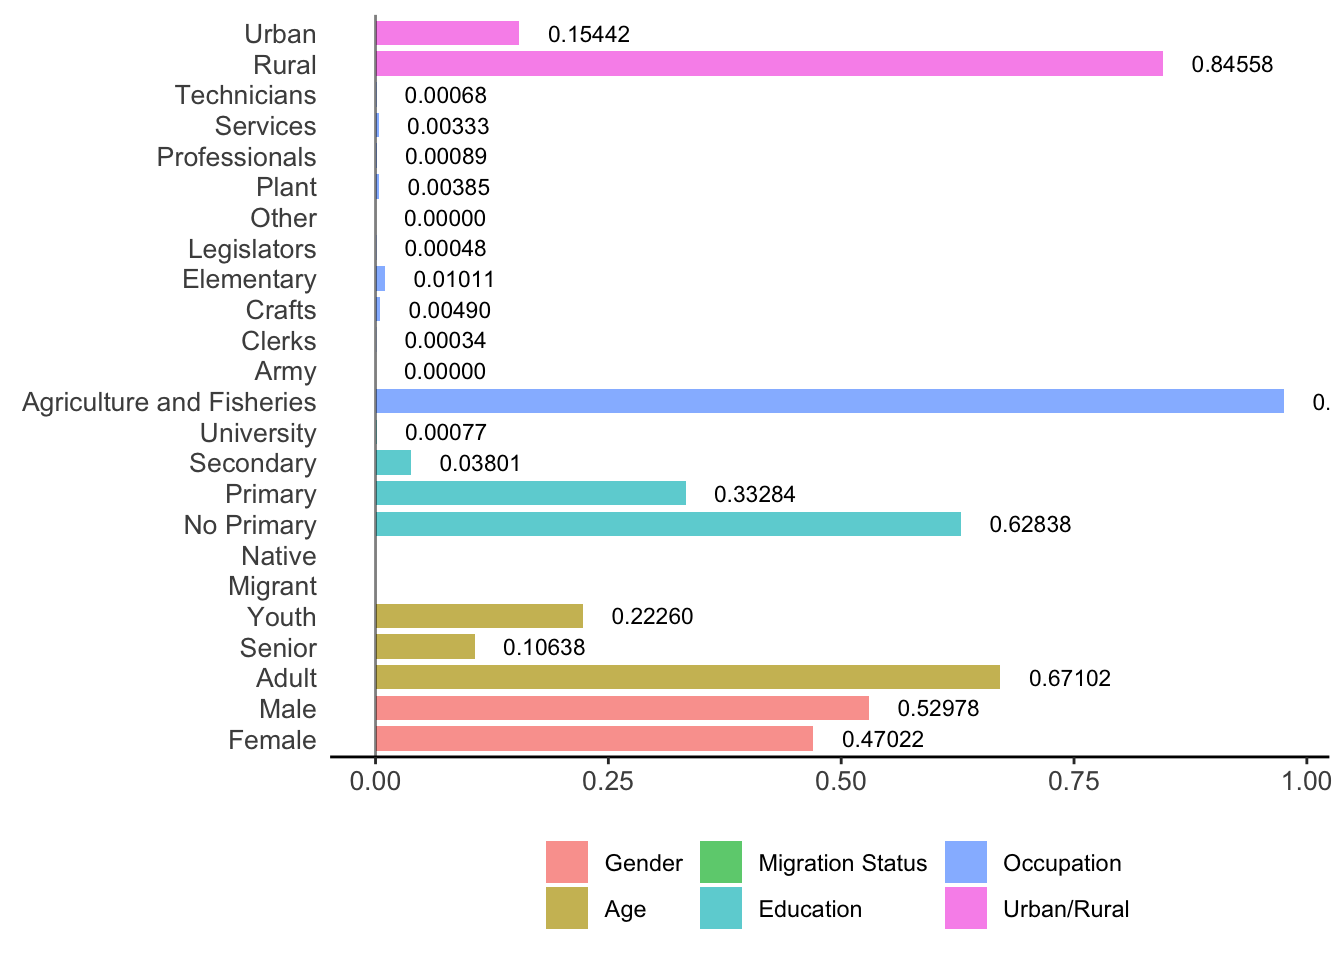 Urban 0.15442
Rural 0.84558
Technicians 0.00068
Services 0.00333
Professionals 0.00089
Plant 0.00385
Other 0.00000
Legislators 0.00048
Elementary 0.01011
Crafts 0.00490
Clerks 0.00034
Army 0.00000
Agriculture and Fisheries 0.
University 0.00077
Secondary 0.03801
Primary 0.33284
No Primary 0.62838
Native
Migrant
Youth 0.22260
Senior 0.10638
Adult 0.67102
Male 0.52978
Female 0.47022
0.00 0.25 0.50 0.75 1.00
Gender Migration Status Occupation
Age Education Urban/Rural